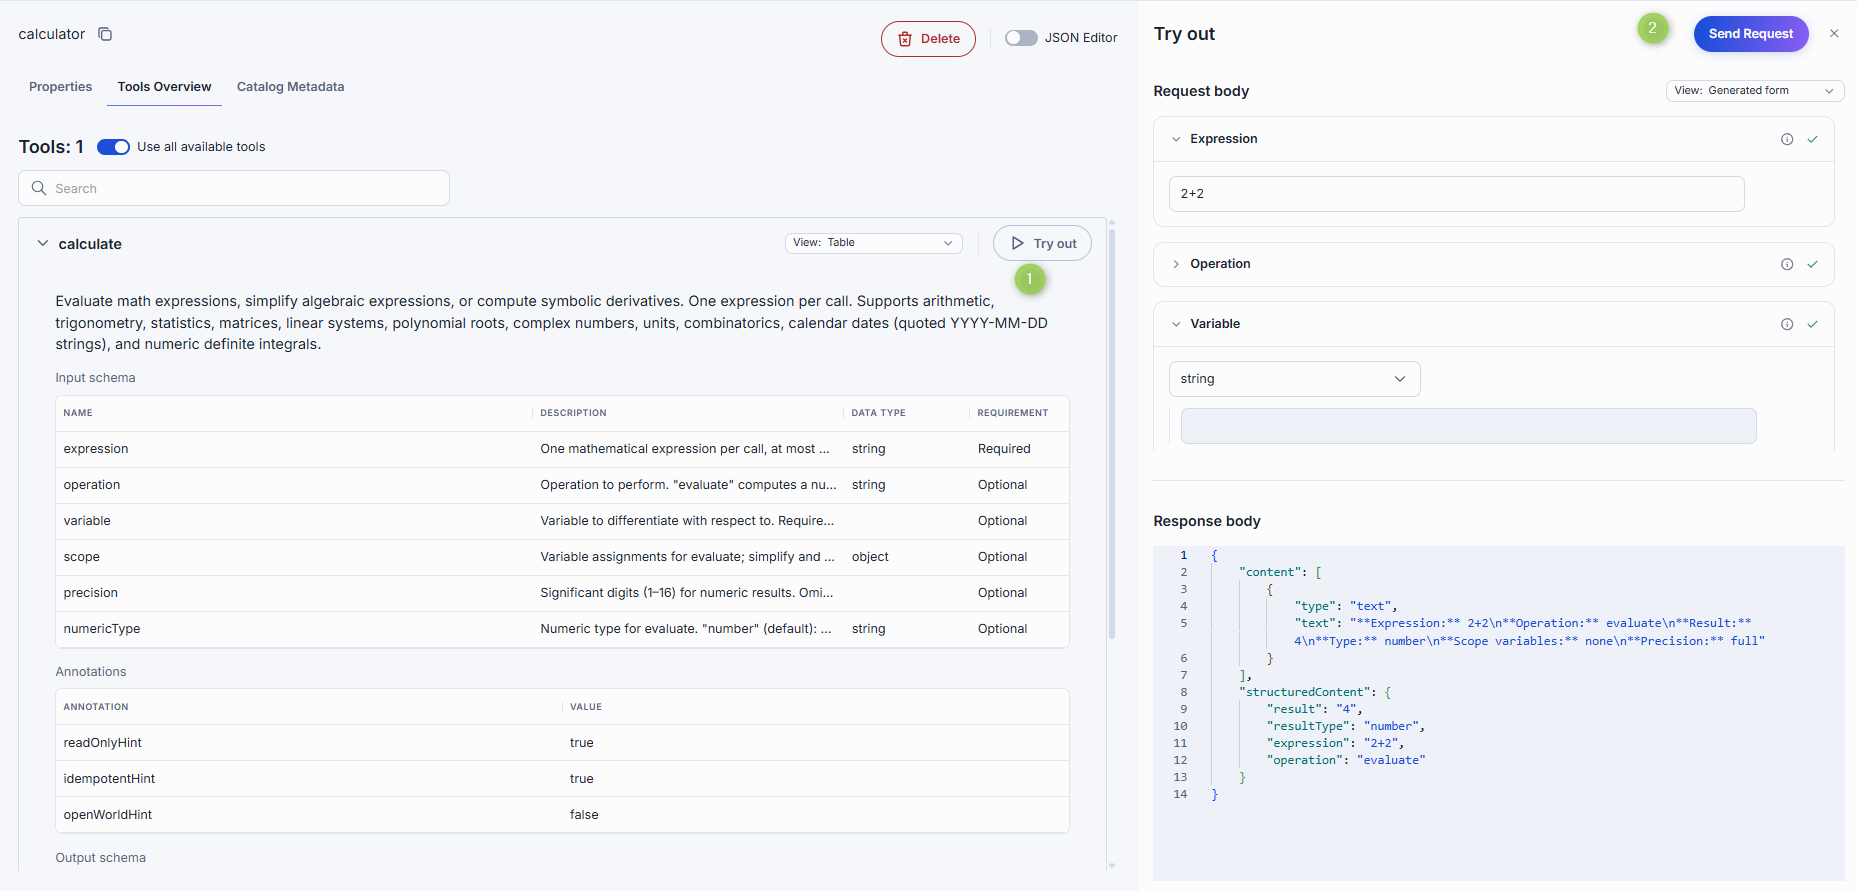 calculator
Delete
JSON Editor
Properties
Tools Overview
Catalog Metadata
Tools: 1
Use all available tools
Search
calculate
View: Table
Try out
1
Evaluate math expressions, simplify algebraic expressions, or compute symbolic derivatives. One expression per call. Supports arithmetic,
trigonometry, statistics, matrices, linear systems, polynomial roots, complex numbers, units, combinatorics, calendar dates (quoted YYYY-MM-DD
strings), and numeric definite integrals.
Input schema
NAME DESCRIPTION DATA TYPE REQUIREMENT
expression One mathematical expression per call, at most ... string Required
operation Operation to perform. "evaluate" computes a nu... string Optional
variable Variable to differentiate with respect to. Require... Optional
scope Variable assignments for evaluate; simplify and ... object Optional
precision Significant digits (1–16) for numeric results. Omi... Optional
numericType Numeric type for evaluate. "number" (default): ... string Optional
Annotations
ANNOTATION VALUE
readOnlyHint true
idempotentHint true
openWorldHint false
Output schema
Try out
2
Send Request
Request body
View: Generated form
Expression
2+2
Operation
Variable
string
Response body
1 {
2 "content": [
3 {
4 "type": "text",
5 "text": "**Expression:** 2+2\n**Operation:** evaluate\n**Result:**
4\n**Type:** number\n**Scope variables:** none\n**Precision:** full"
6 }
7 ],
8 "structuredContent": {
9 "result": "4",
10 "resultType": "number",
11 "expression": "2+2",
12 "operation": "evaluate"
13 }
14 }